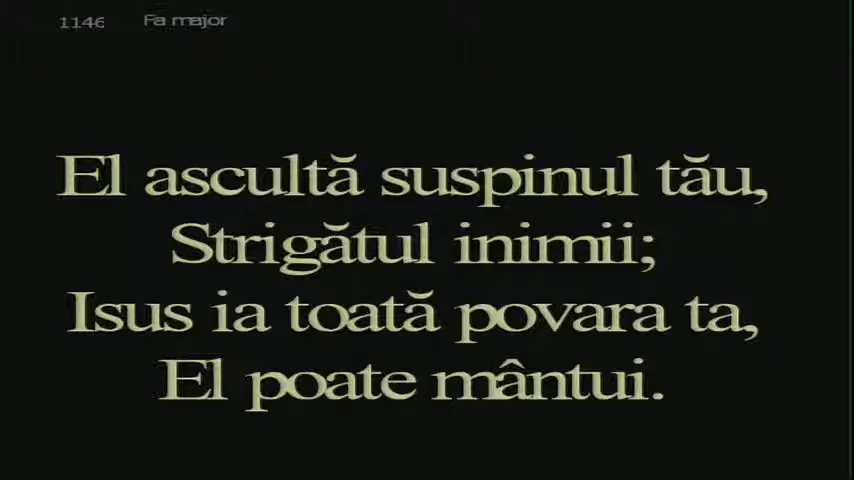 1146 Fa major
El ascultă suspinul tău,
Strigătul inimii;
Isus ia toată povara ta,
El poate mântui.